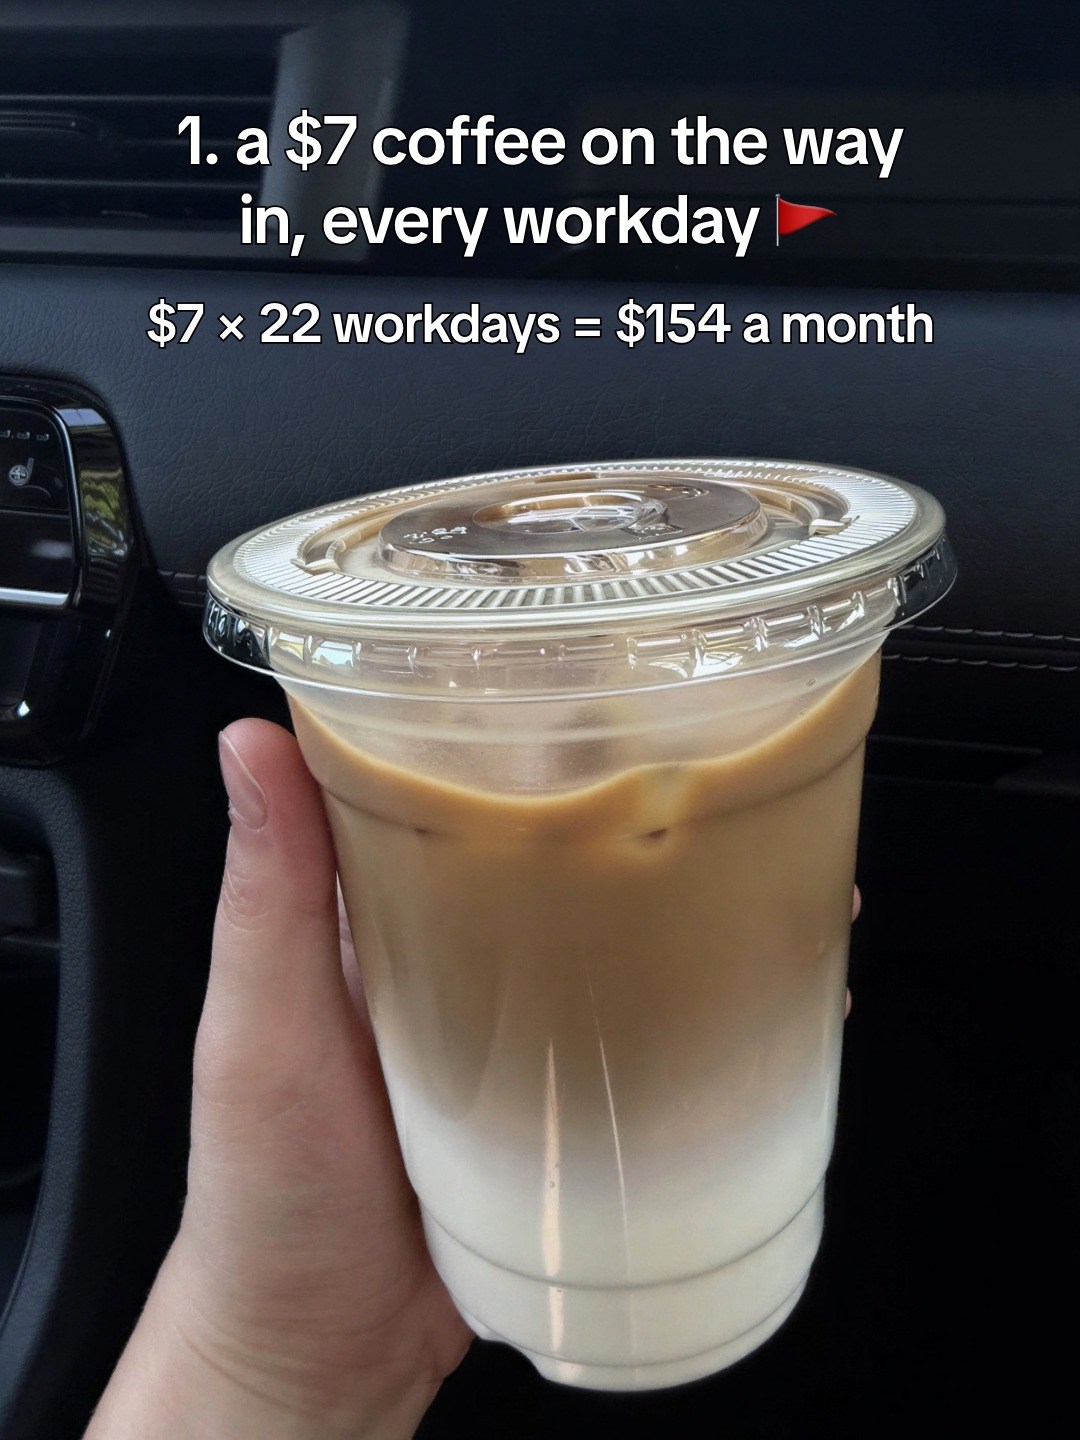 1. a $7 coffee on the way
in, every workday 🚩
$7 × 22 workdays = $154 a month